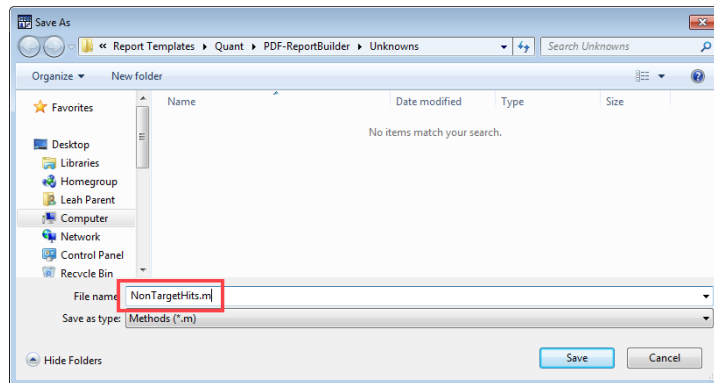 Save As
« Report Templates ▸ Quant ▸ PDF-ReportBuilder ▸ Unknowns
Search Unknowns
Organize
New folder
Name
Date modified
Type
Size
No items match your search.
Favorites
Desktop
Libraries
Homegroup
Leah Parent
Computer
Network
Control Panel
Recycle Bin
File name:
NonTargetHits.m
Save as type: Methods (*.m)
Hide Folders
Save
Cancel